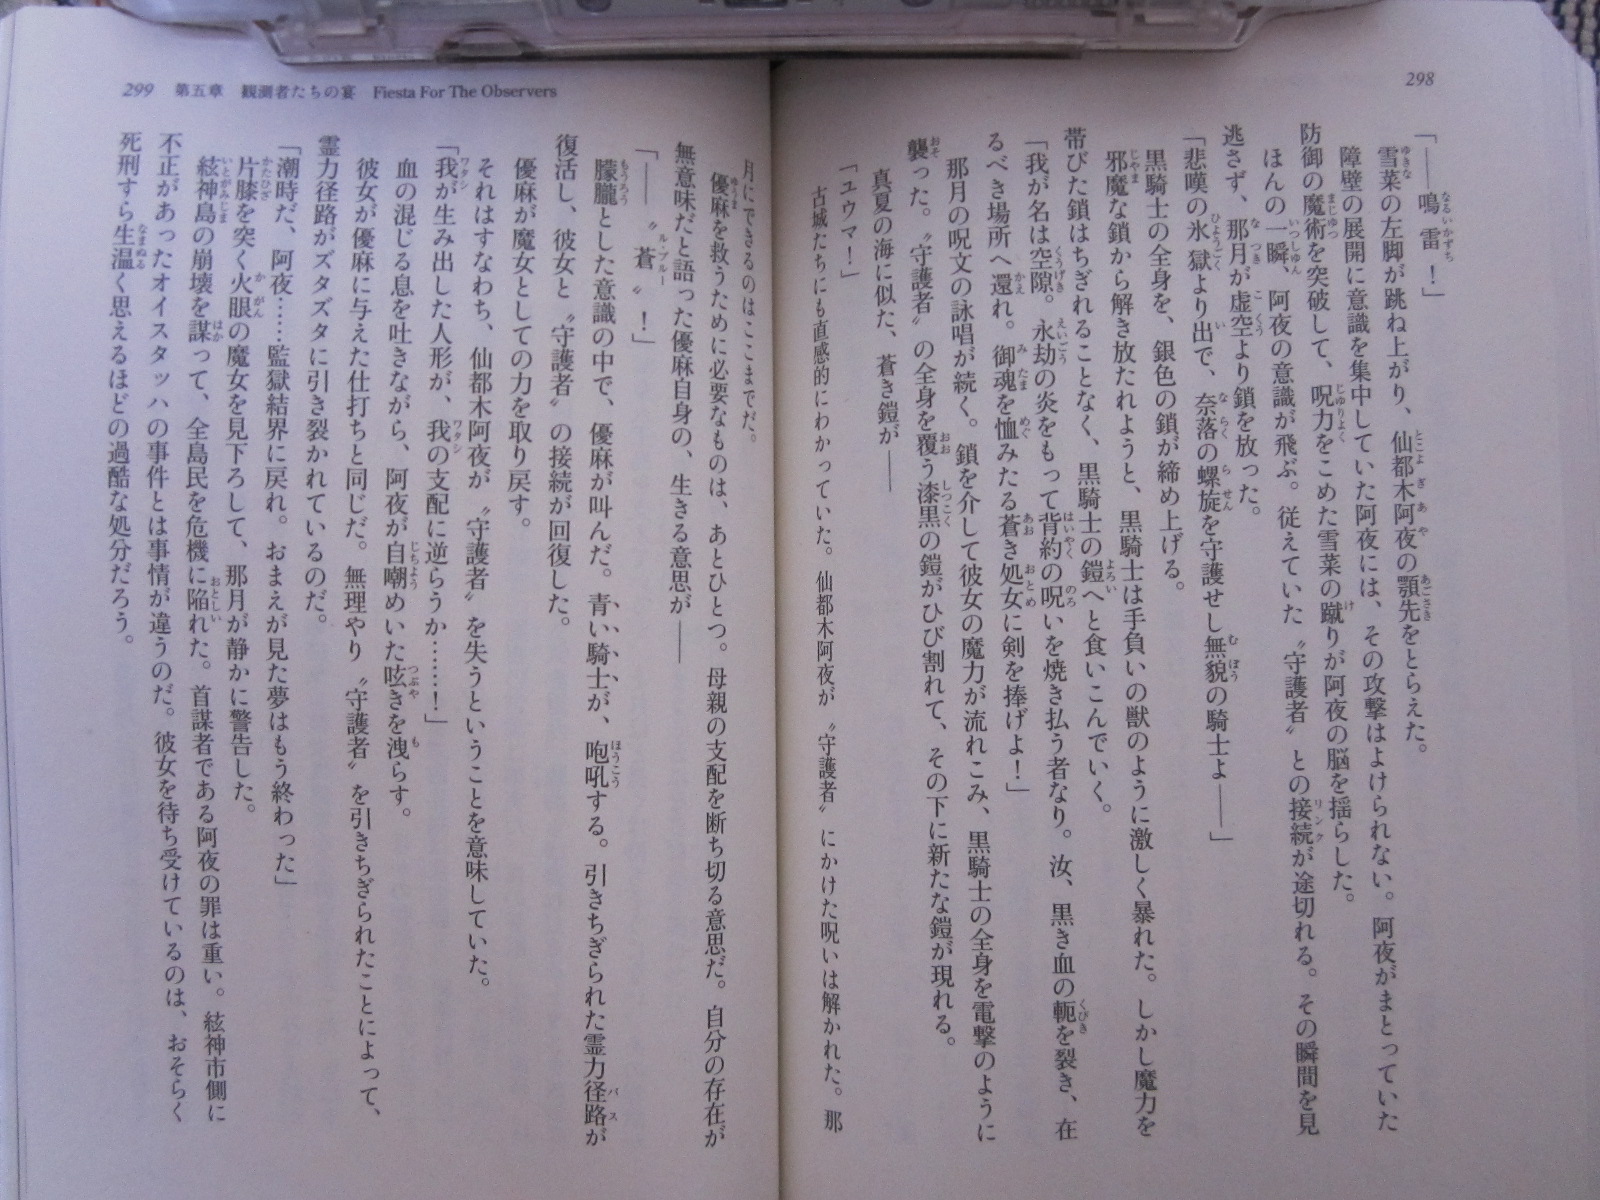 298
「――鳴雷！」
雪菜の左脚が跳ね上がり、仙都木阿夜の顎先をとらえた。
障壁の展開に意識を集中していた阿夜には、その攻撃はよけられない。阿夜がまとっていた
防御の魔術を突破して、呪力をこめた雪菜の蹴りが阿夜の脳を揺らした。
ほんの一瞬、阿夜の意識が飛ぶ。従えていた〝守護者〟との接続が途切れる。その瞬間を見
逃さず、那月が虚空より鎖を放った。
「悲嘆の氷獄より出で、奈落の螺旋を守護せし無貌の騎士よ――」
黒騎士の全身を、銀色の鎖が締め上げる。
邪魔な鎖から解き放たれようと、黒騎士は手負いの獣のように激しく暴れた。しかし魔力を
帯びた鎖はちぎれることなく、黒騎士の鎧へと食いこんでいく。
「我が名は空隙。永劫の炎をもって背約の呪いを焼き払う者なり。汝、黒き血の軛を裂き、在
るべき場所へ還れ。御魂を恤みたる蒼き処女に剣を捧げよ！」
那月の呪文の詠唱が続く。鎖を介して彼女の魔力が流れこみ、黒騎士の全身を電撃のように
襲った。〝守護者〟の全身を覆う漆黒の鎧がひび割れて、その下に新たな鎧が現れる。
真夏の海に似た、蒼き鎧が――
「ユウマ！」
古城たちにも直感的にわかっていた。仙都木阿夜が〝守護者〟にかけた呪いは解かれた。那
299　第五章　観測者たちの宴　Fiesta For The Observers
月にできるのはここまでだ。
優麻を救うために必要なものは、あとひとつ。母親の支配を断ち切る意思だ。自分の存在が
無意味だと語った優麻自身の、生きる意思が――
「――〝蒼〟！」
朦朧とした意識の中で、優麻が叫んだ。青い騎士が、咆吼する。引きちぎられた霊力径路が
復活し、彼女と〝守護者〟の接続が回復した。
優麻が魔女としての力を取り戻す。
それはすなわち、仙都木阿夜が〝守護者〟を失うということを意味していた。
「我が生み出した人形が、我の支配に逆らうか……！」
血の混じる息を吐きながら、阿夜が自嘲めいた呟きを洩らす。
彼女が優麻に与えた仕打ちと同じだ。無理やり〝守護者〟を引きちぎられたことによって、
霊力径路がズタズタに引き裂かれているのだ。
「潮時だ、阿夜……監獄結界に戻れ。おまえが見た夢はもう終わった」
片膝を突く火眼の魔女を見下ろして、那月が静かに警告した。
絃神島の崩壊を謀って、全島民を危機に陥れた。首謀者である阿夜の罪は重い。絃神市側に
不正があったオイスタッハの事件とは事情が違うのだ。彼女を待ち受けているのは、おそらく
死刑すら生温く思えるほどの過酷な処分だろう。